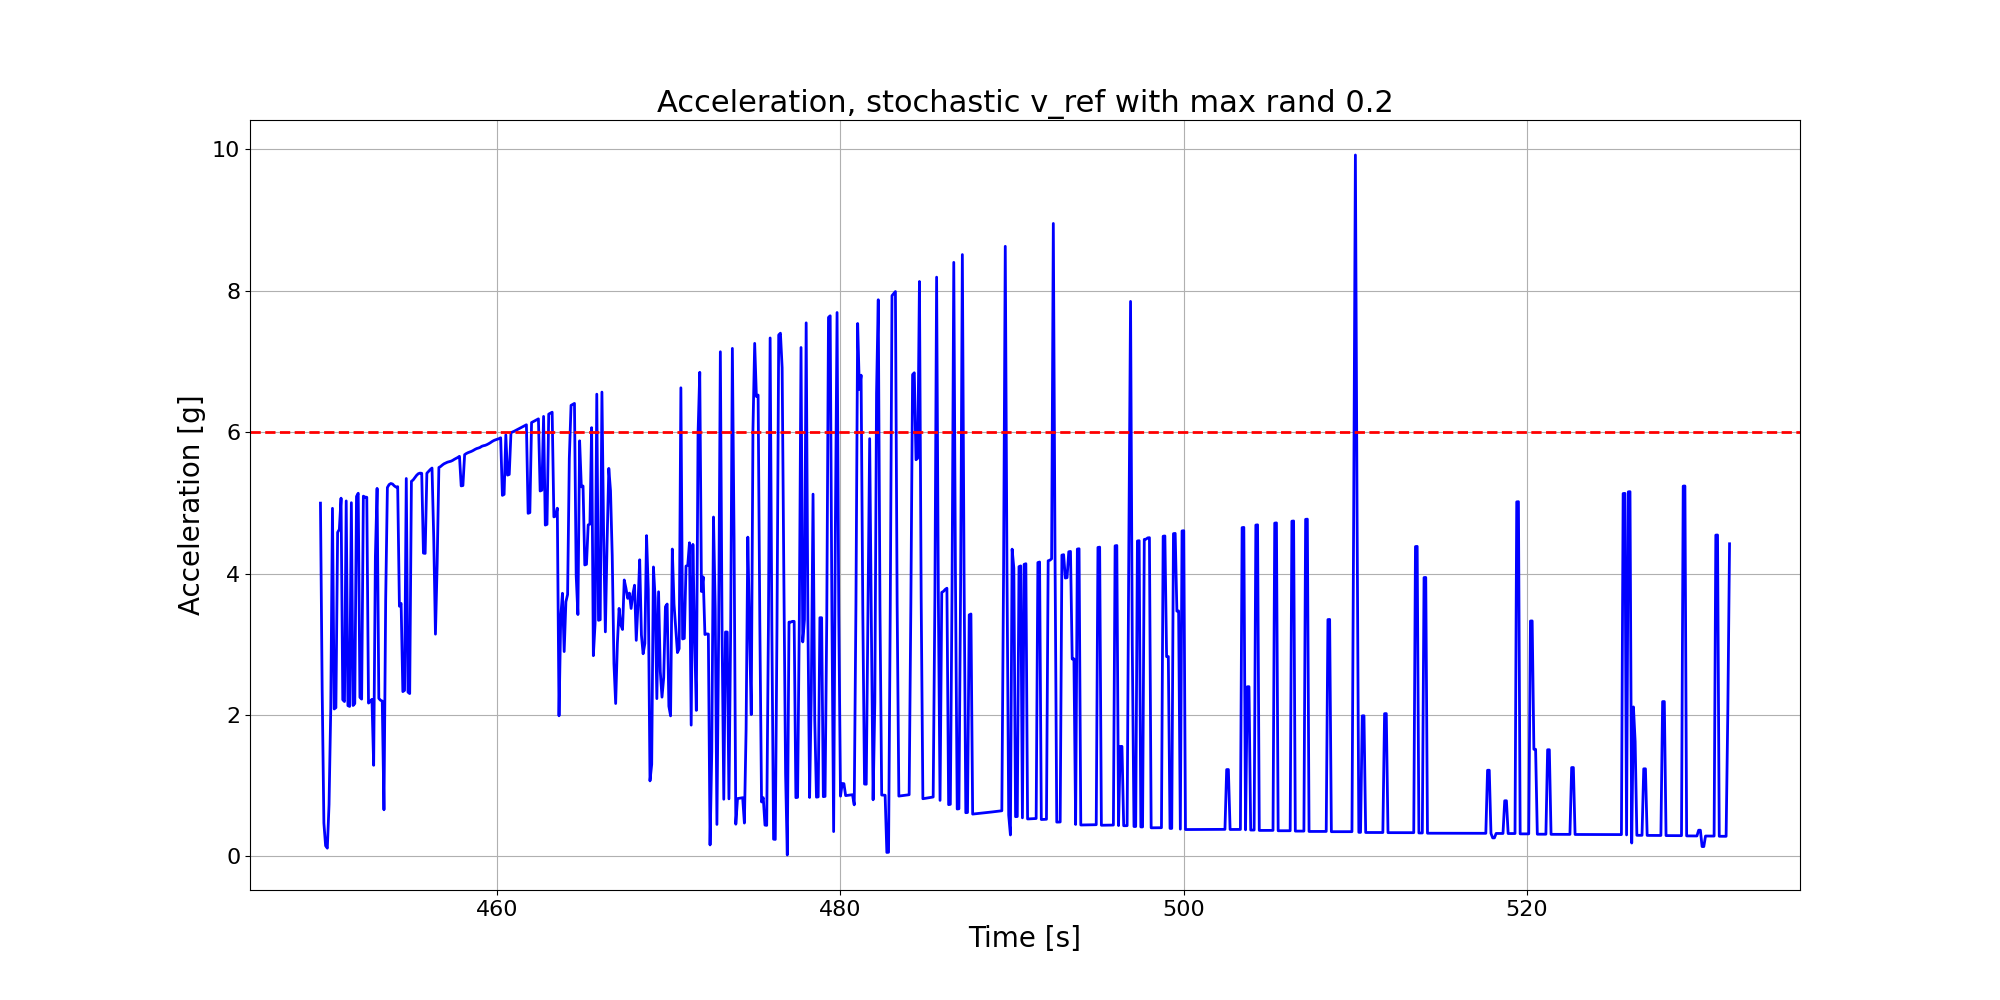 Acceleration, stochastic v_ref with max rand 0.2
10
8
6
4
2
0
Acceleration [g]
460 480 500 520
Time [s]